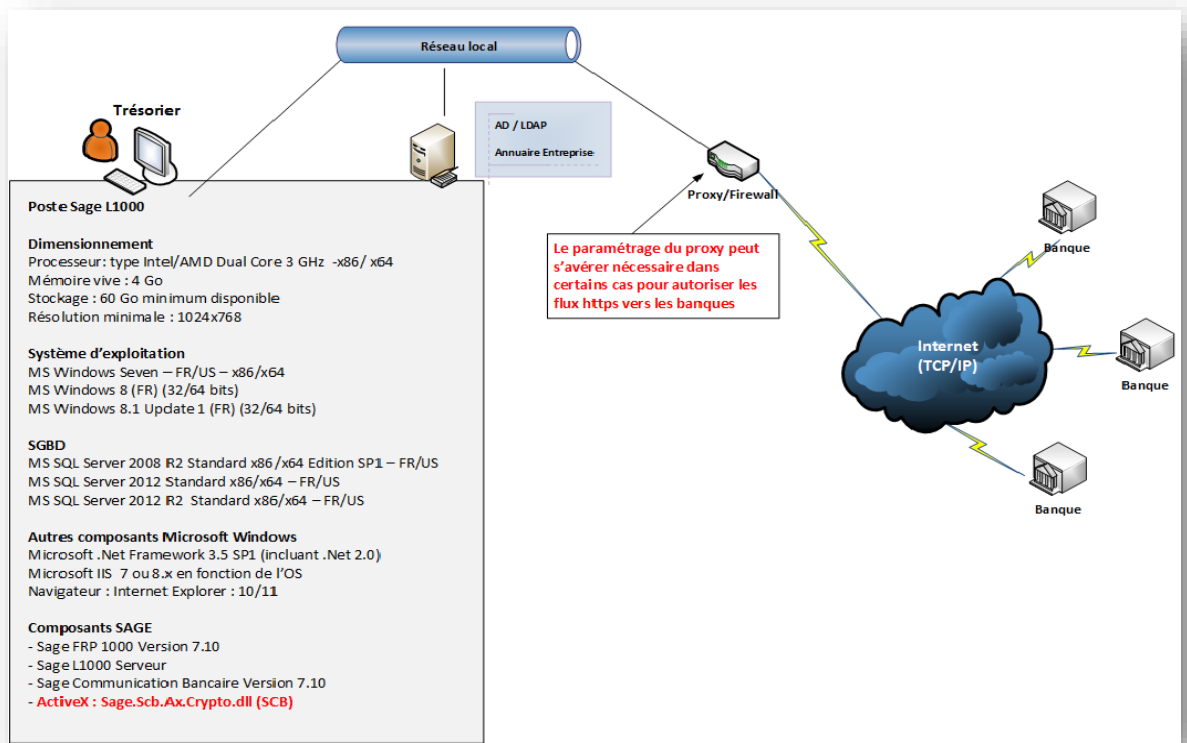 Réseau local
Trésorier
AD / LDAP
Annuaire Entreprise
Proxy/Firewall
Le paramétrage du proxy peut
s’avérer nécessaire dans
certains cas pour autoriser les
flux https vers les banques
Banque
Internet
(TCP/IP)
Banque
Banque
Poste Sage L1000
Dimensionnement
Processeur: type Intel/AMD Dual Core 3 GHz -x86/ x64
Mémoire vive : 4 Go
Stockage : 60 Go minimum disponible
Résolution minimale : 1024x768
Système d’exploitation
MS Windows Seven – FR/US – x86/x64
MS Windows 8 (FR) (32/64 bits)
MS Windows 8.1 Update 1 (FR) (32/64 bits)
SGBD
MS SQL Server 2008 R2 Standard x86/x64 Edition SP1 – FR/US
MS SQL Server 2012 Standard x86/x64 – FR/US
MS SQL Server 2012 R2 Standard x86/x64 – FR/US
Autres composants Microsoft Windows
Microsoft .Net Framework 3.5 SP1 (incluant .Net 2.0)
Microsoft IIS 7 ou 8.x en fonction de l’OS
Navigateur : Internet Explorer : 10/11
Composants SAGE
- Sage FRP 1000 Version 7.10
- Sage L1000 Serveur
- Sage Communication Bancaire Version 7.10
- ActiveX : Sage.Scb.Ax.Crypto.dll (SCB)